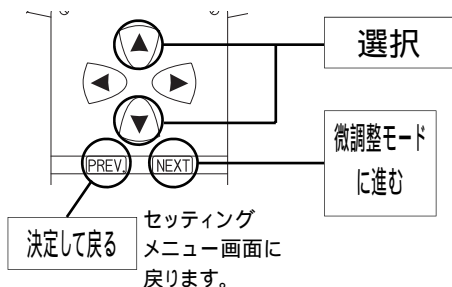 選択
PREV.
NEXT
微調整モード
に進む
決定して戻る
セッティング
メニュー画面に
戻ります。